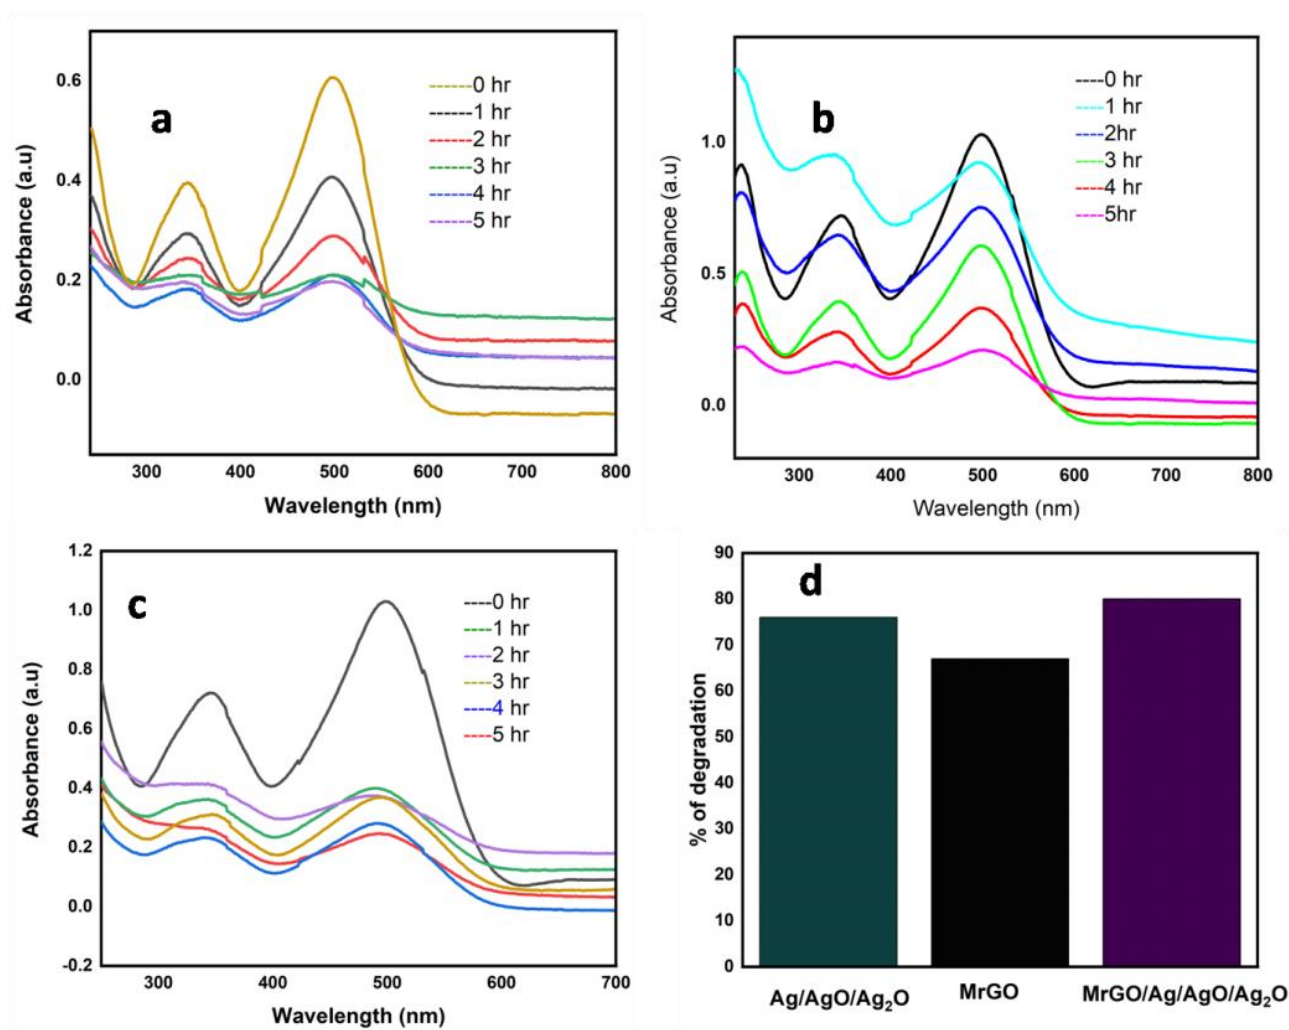 a
0.6
0.4
0.2
0.0
Absorbance (a.u)
-----0 hr
-----1 hr
-----2 hr
-----3 hr
-----4 hr
-----5 hr
300 400 500 600 700 800
Wavelength (nm)
b
1.0
0.5
0.0
Absorbance (a.u)
-----0 hr
-----1 hr
-----2hr
-----3 hr
-----4 hr
-----5hr
300 400 500 600 700 800
Wavelength (nm)
c
1.2
1.0
0.8
0.6
0.4
0.2
0.0
-0.2
Absorbance (a.u)
----0 hr
----1 hr
----2 hr
----3 hr
----4 hr
----5 hr
300 400 500 600 700
Wavelength (nm)
d
90
80
70
60
50
40
30
20
10
0
% of degradation
Ag/AgO/Ag₂O MrGO MrGO/Ag/AgO/Ag₂O